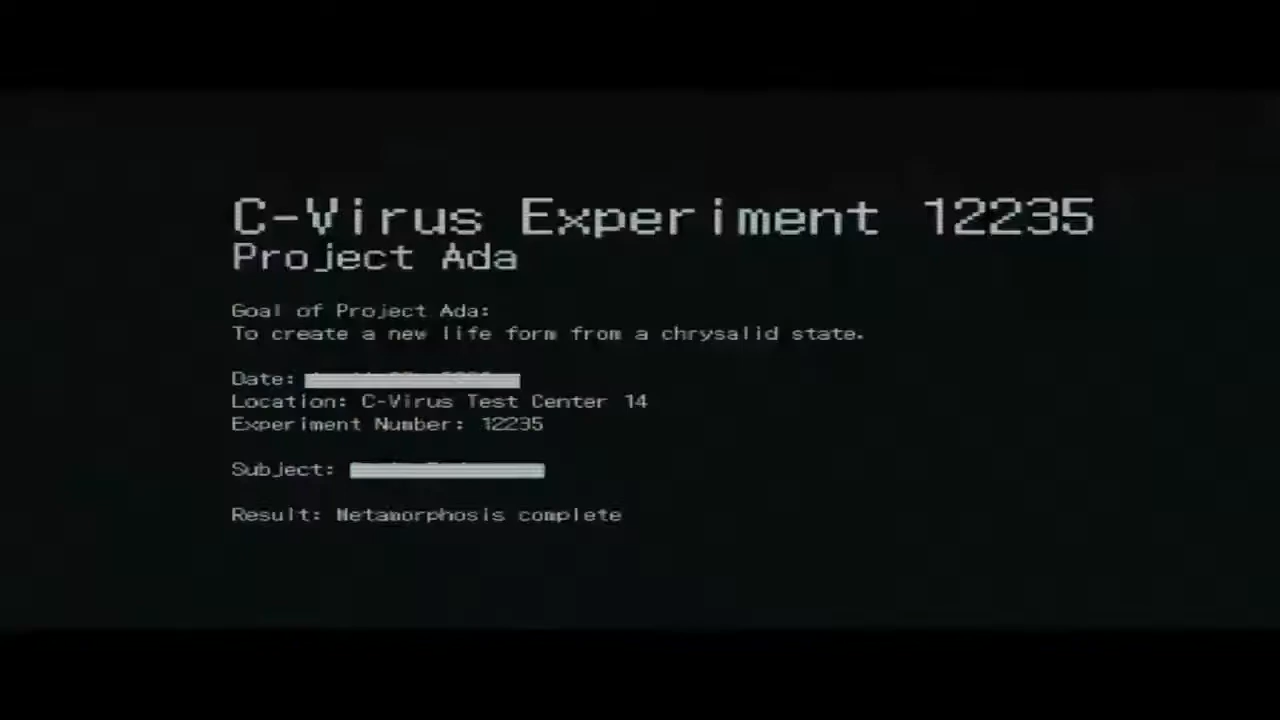 C-Virus Experiment 12235
Project Ada
Goal of Project Ada:
To create a new life form from a chrysalid state.
Date:
Location: C-Virus Test Center 14
Experiment Number: 12235
Subject:
Result: Metamorphosis complete